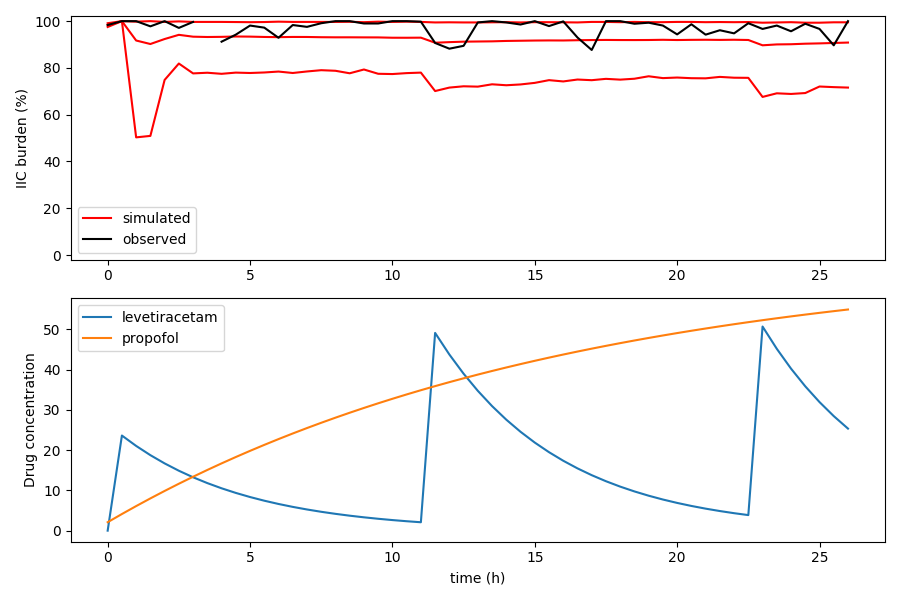 100
80
60
40
20
0
IIC burden (%)
simulated
observed
0 5 10 15 20 25
levetiracetam
propofol
50
40
30
20
10
0
Drug concentration
0 5 10 15 20 25
time (h)